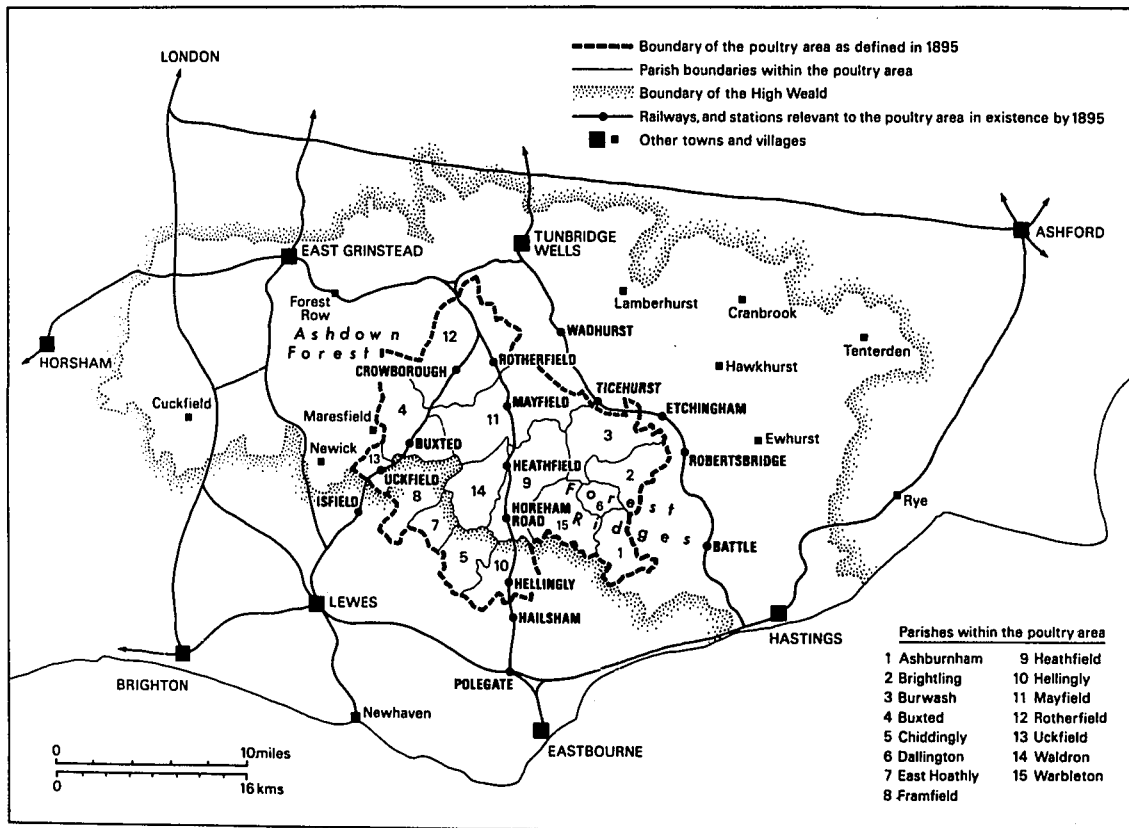 LONDON
Boundary of the poultry area as defined in 1895
Parish boundaries within the poultry area
Boundary of the High Weald
Railways, and stations relevant to the poultry area in existence by 1895
Other towns and villages
EAST GRINSTEAD
TUNBRIDGE
WELLS
ASHFORD
Forest
Row
Lamberhurst
Cranbrook
HORSHAM
Ashdown
Forest
12
WADHURST
Tenterden
ROTHERFIELD
CROWBOROUGH
Hawkhurst
TICEHURST
Cuckfield
4
MAYFIELD
ETCHINGHAM
Maresfield
11
3
Newick
BUXTED
Ewhurst
ROBERTSBRIDGE
13
UCKFIELD
HEATHFIELD
2
8
14
9
Forest
Ridges
6
Rye
ISFIELD
HOREHAM
ROAD
15
7
1
BATTLE
5
10
HELLINGLY
LEWES
HAILSHAM
HASTINGS
BRIGHTON
POLEGATE
Newhaven
EASTBOURNE
0 10 miles
0 16 kms
Parishes within the poultry area
1 Ashburnham
2 Brightling
3 Burwash
4 Buxted
5 Chiddingly
6 Dallington
7 East Hoathly
8 Framfield
9 Heathfield
10 Hellingly
11 Mayfield
12 Rotherfield
13 Uckfield
14 Waldron
15 Warbleton